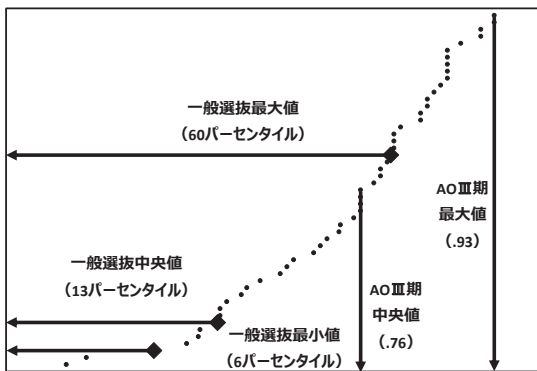 一般選抜最大値
（60パーセンタイル）
AOⅢ期
最大値
（.93）
一般選抜中央値
（13パーセンタイル）
AOⅢ期
中央値
（.76）
一般選抜最小値
（6パーセンタイル）